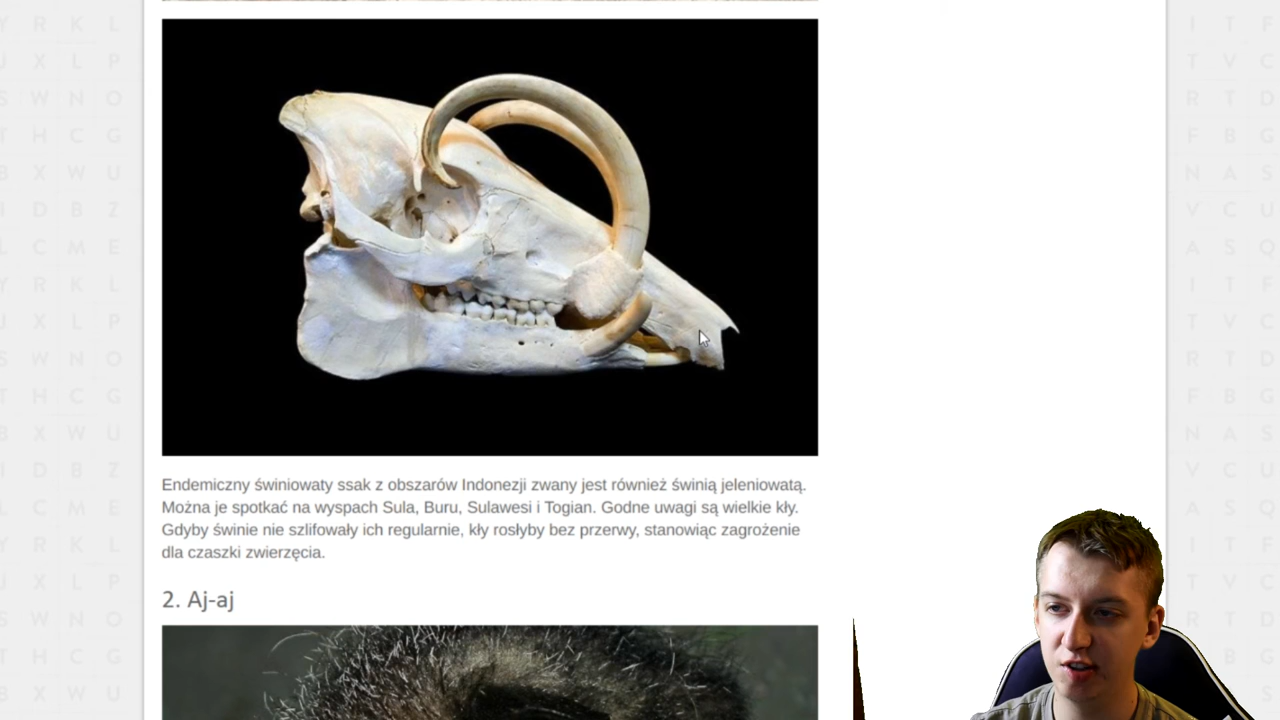 Endemiczny świniowaty ssak z obszarów Indonezji zwany jest również świnią jeleniowatą.
Można je spotkać na wyspach Sula, Buru, Sulawesi i Togian. Godne uwagi są wielkie kły.
Gdyby świnie nie szlifowały ich regularnie, kły rosłyby bez przerwy, stanowiąc zagrożenie
dla czaszki zwierzęcia.
2. Aj-aj